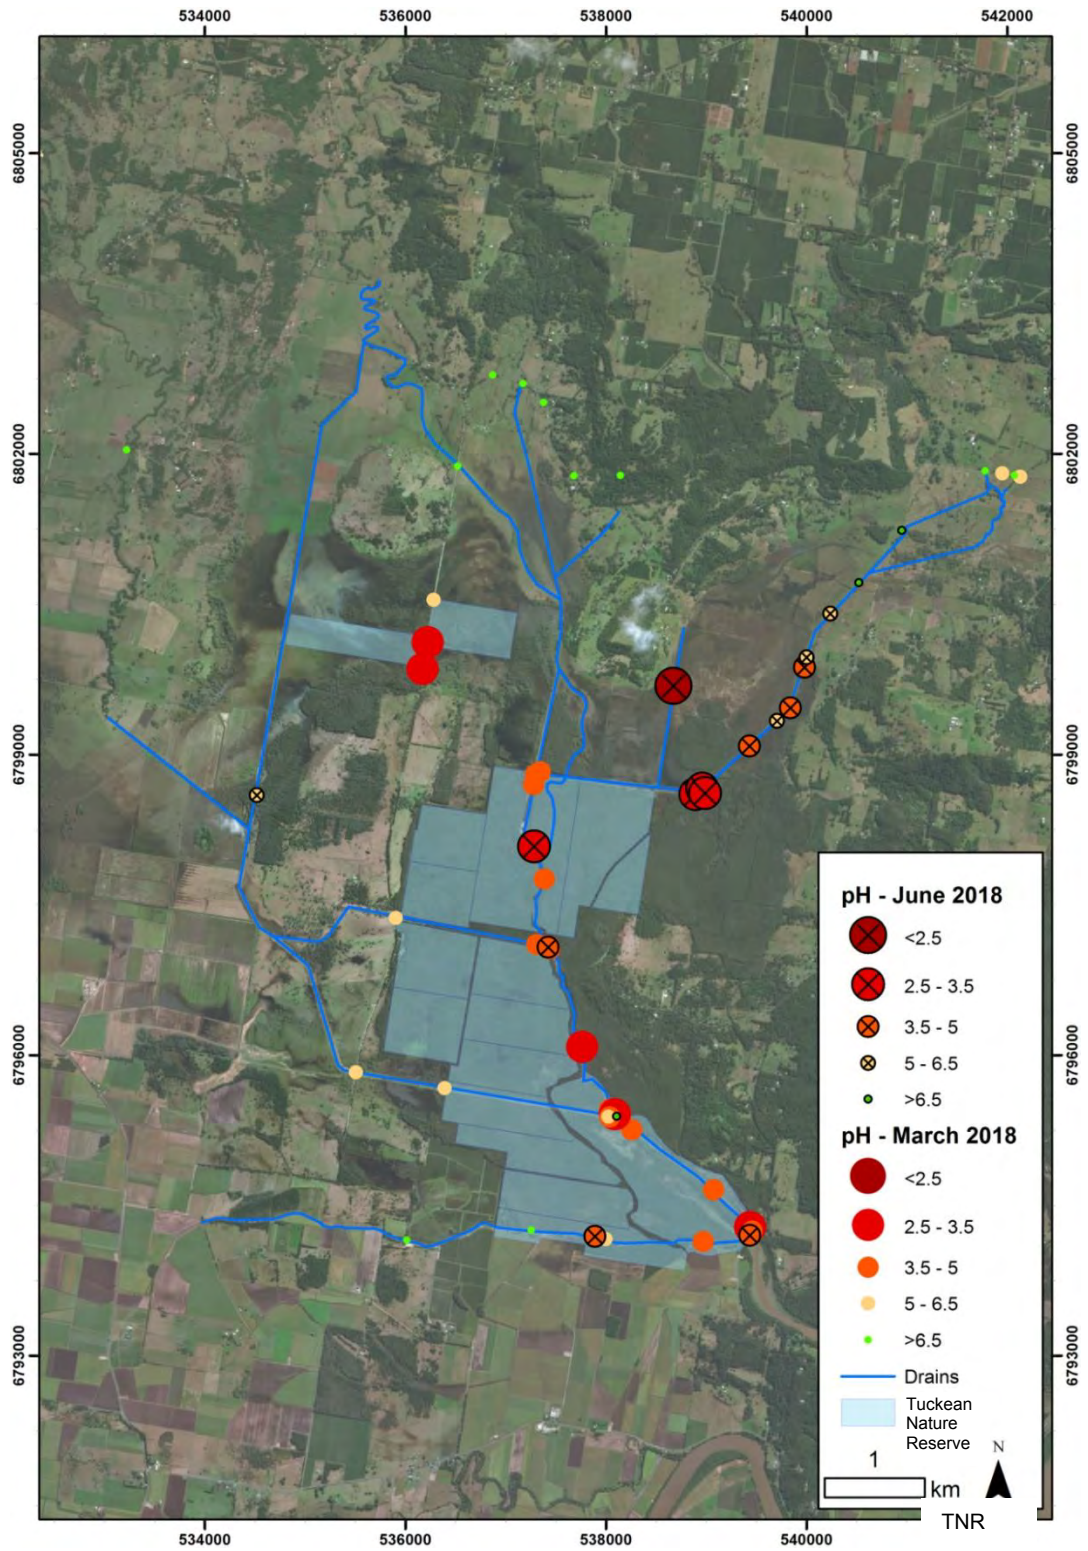 534000 536000 538000 540000 542000
6805000 6805000
6802000 6802000
6799000 6799000
6796000 6796000
6793000 6793000
pH - June 2018
<2.5
2.5 - 3.5
3.5 - 5
5 - 6.5
>6.5
pH - March 2018
<2.5
2.5 - 3.5
3.5 - 5
5 - 6.5
>6.5
Drains
Tuckean
Nature
Reserve
N
1
km
TNR
534000 536000 538000 540000